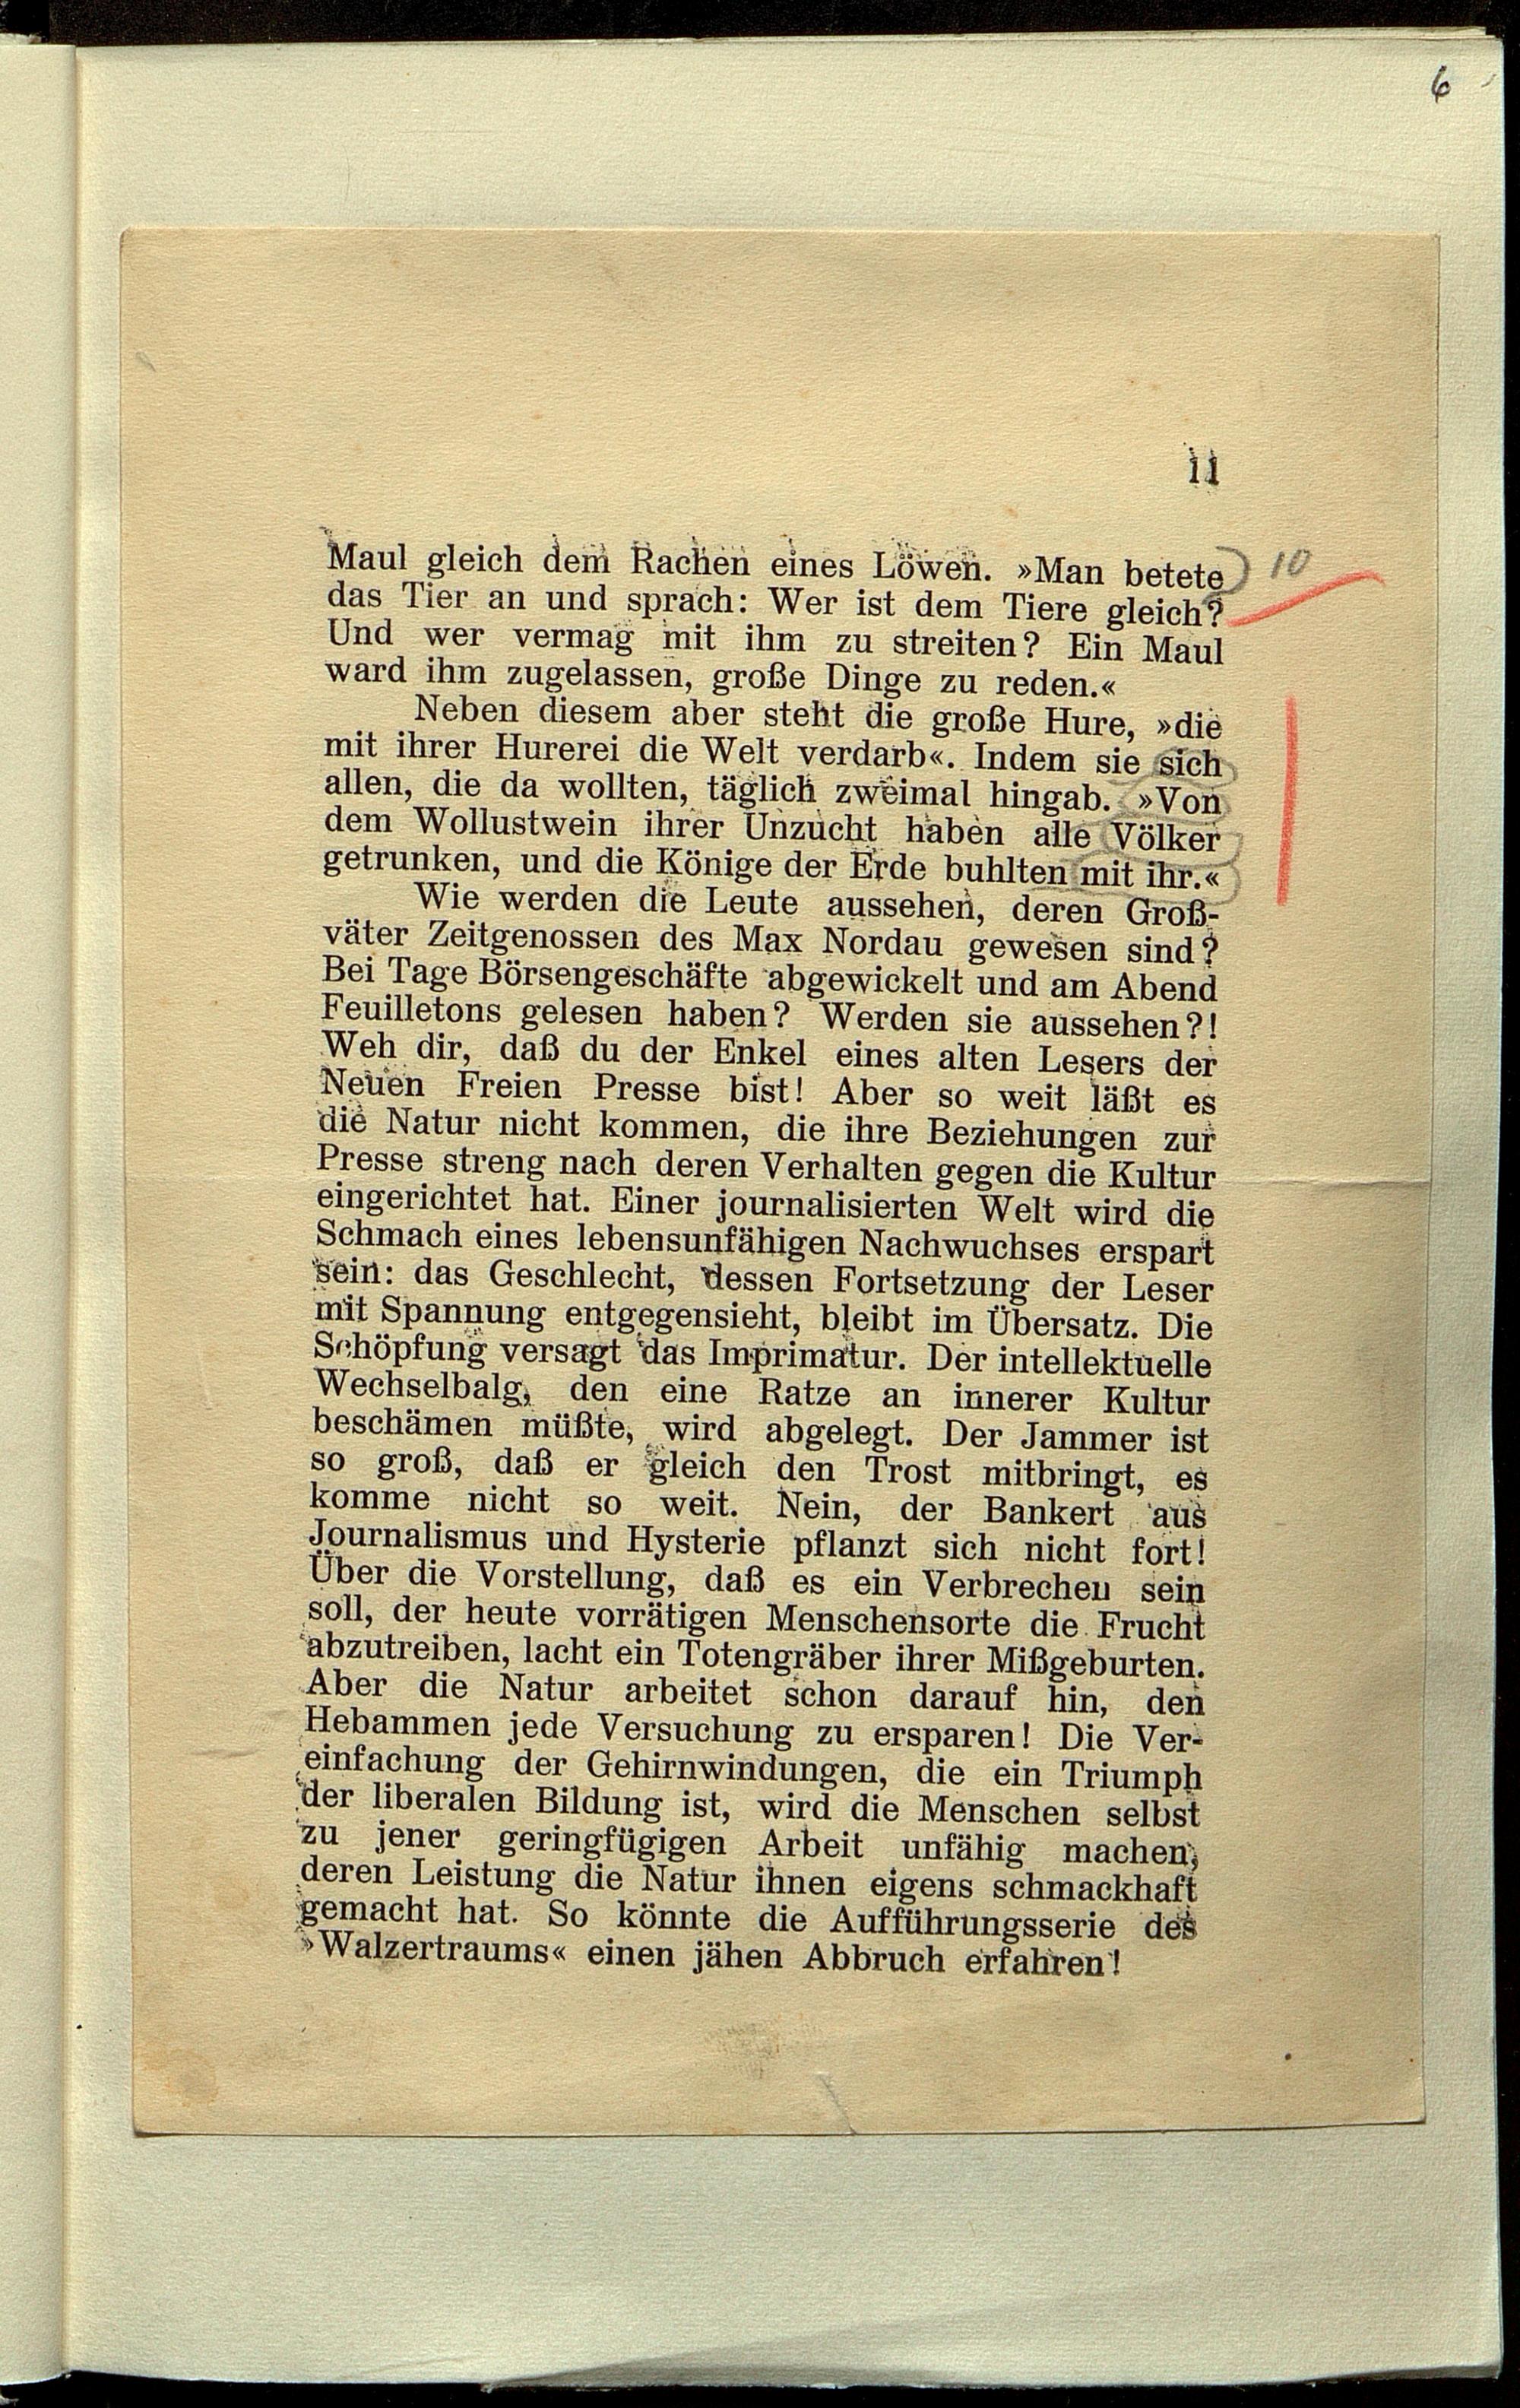 6
11
Maul gleich dem Rachen eines Löwen. »Man betete
10
das Tier an und sprach: Wer ist dem Tiere gleich?
Und wer vermag mit ihm zu streiten? Ein Maul
ward ihm zugelassen, große Dinge zu reden.«
Neben diesem aber steht die große Hure, »die
mit ihrer Hurerei die Welt verdarb«. Indem sie sich
allen, die da wollten, täglich zweimal hingab. »Von
dem Wollustwein ihrer Unzucht haben alle Völker
getrunken, und die Könige der Erde buhlten mit ihr.«
Wie werden die Leute aussehen, deren Groß-
väter Zeitgenossen des Max Nordau gewesen sind?
Bei Tage Börsengeschäfte abgewickelt und am Abend
Feuilletons gelesen haben? Werden sie aussehen?!
Weh dir, daß du der Enkel eines alten Lesers der
Neuen Freien Presse bist! Aber so weit läßt es
die Natur nicht kommen, die ihre Beziehungen zur
Presse streng nach deren Verhalten gegen die Kultur
eingerichtet hat. Einer journalisierten Welt wird die
Schmach eines lebensunfähigen Nachwuchses erspart
sein: das Geschlecht, dessen Fortsetzung der Leser
mit Spannung entgegensieht, bleibt im Übersatz. Die
Schöpfung versagt das Imprimatur. Der intellektuelle
Wechselbalg, den eine Ratze an innerer Kultur
beschämen müßte, wird abgelegt. Der Jammer ist
so groß, daß er gleich den Trost mitbringt, es
komme nicht so weit. Nein, der Bankert aus
Journalismus und Hysterie pflanzt sich nicht fort!
Über die Vorstellung, daß es ein Verbrechen sein
soll, der heute vorrätigen Menschensorte die Frucht
abzutreiben, lacht ein Totengräber ihrer Mißgeburten.
Aber die Natur arbeitet schon darauf hin, den
Hebammen jede Versuchung zu ersparen! Die Ver-
einfachung der Gehirnwindungen, die ein Triumph
der liberalen Bildung ist, wird die Menschen selbst
zu jener geringfügigen Arbeit unfähig machen,
deren Leistung die Natur ihnen eigens schmackhaft
gemacht hat. So könnte die Aufführungsserie des
»Walzertraums« einen jähen Abbruch erfahren!